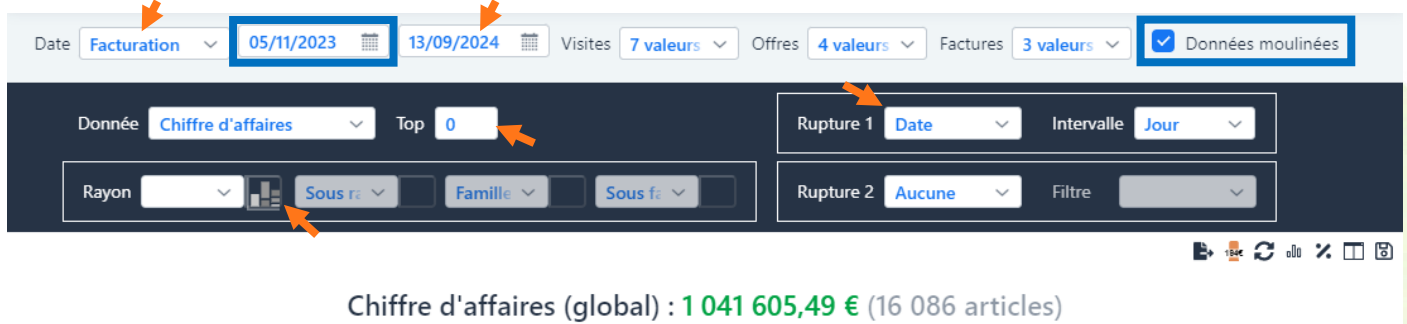 Date Facturation 05/11/2023 13/09/2024 Visites 7 valeurs Offres 4 valeurs Factures 3 valeurs Données moulinées
Donnée Chiffre d'affaires Top 0 Rupture 1 Date Intervalle Jour
Rayon Sous ra Famille Sous fa Rupture 2 Aucune Filtre
194€
Chiffre d'affaires (global) : 1 041 605,49 € (16 086 articles)